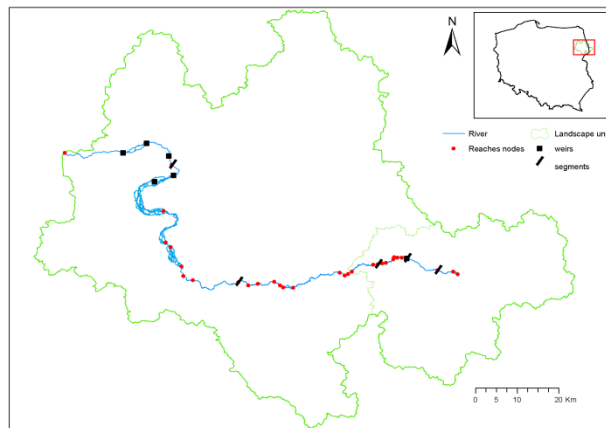 N
River
Landscape un
Reaches nodes
weirs
segments
0 5 10 20 Km